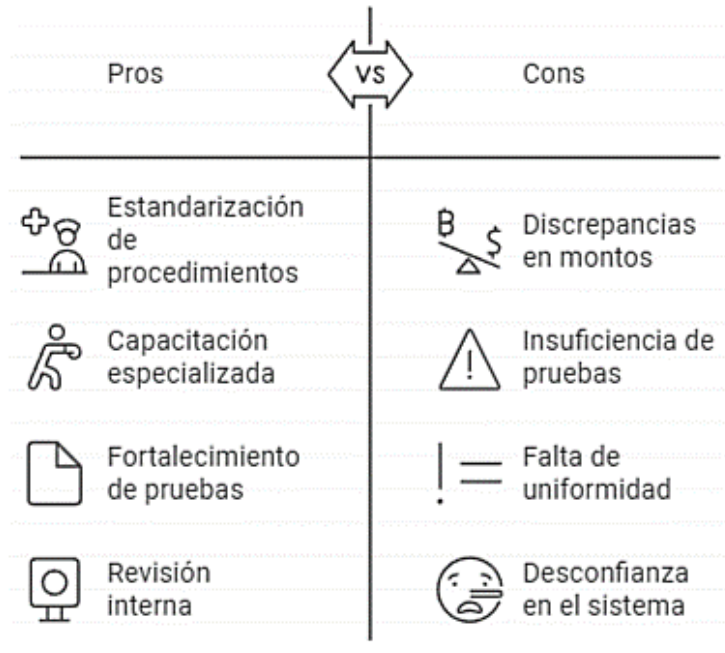 Pros
VS
Cons
Estandarización
de
procedimientos
Discrepancias
en montos
Capacitación
especializada
Insuficiencia de
pruebas
Fortalecimiento
de pruebas
Falta de
uniformidad
Revisión
interna
Desconfianza
en el sistema